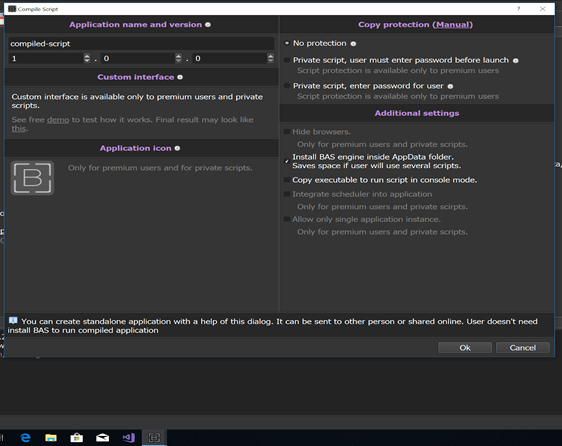 Compile Script
?
Application name and version
compiled-script
1 . 0 . 0
Custom interface
Custom interface is available only to premium users and private
scripts.
See free demo to test how it works. Final result may look like
this.
Application icon
B
Only for premium users and for private scripts.
Copy protection (Manual)
No protection
Private script, user must enter password before launch
Script protection is available only to premium users
Private script, enter password for user
Script protection is available only to premium users
Additional settings
Hide browsers.
Only for premium users and private scripts.
Install BAS engine inside AppData folder.
Saves space if user will use several scripts.
Copy executable to run script in console mode.
Integrate scheduler into application
Only for premium users and private scripts.
Allow only single application instance.
Only for premium users and private scripts.
You can create standalone application with a help of this dialog. It can be sent to other person or shared online. User doesn't need
install BAS to run compiled application
Ok
Cancel